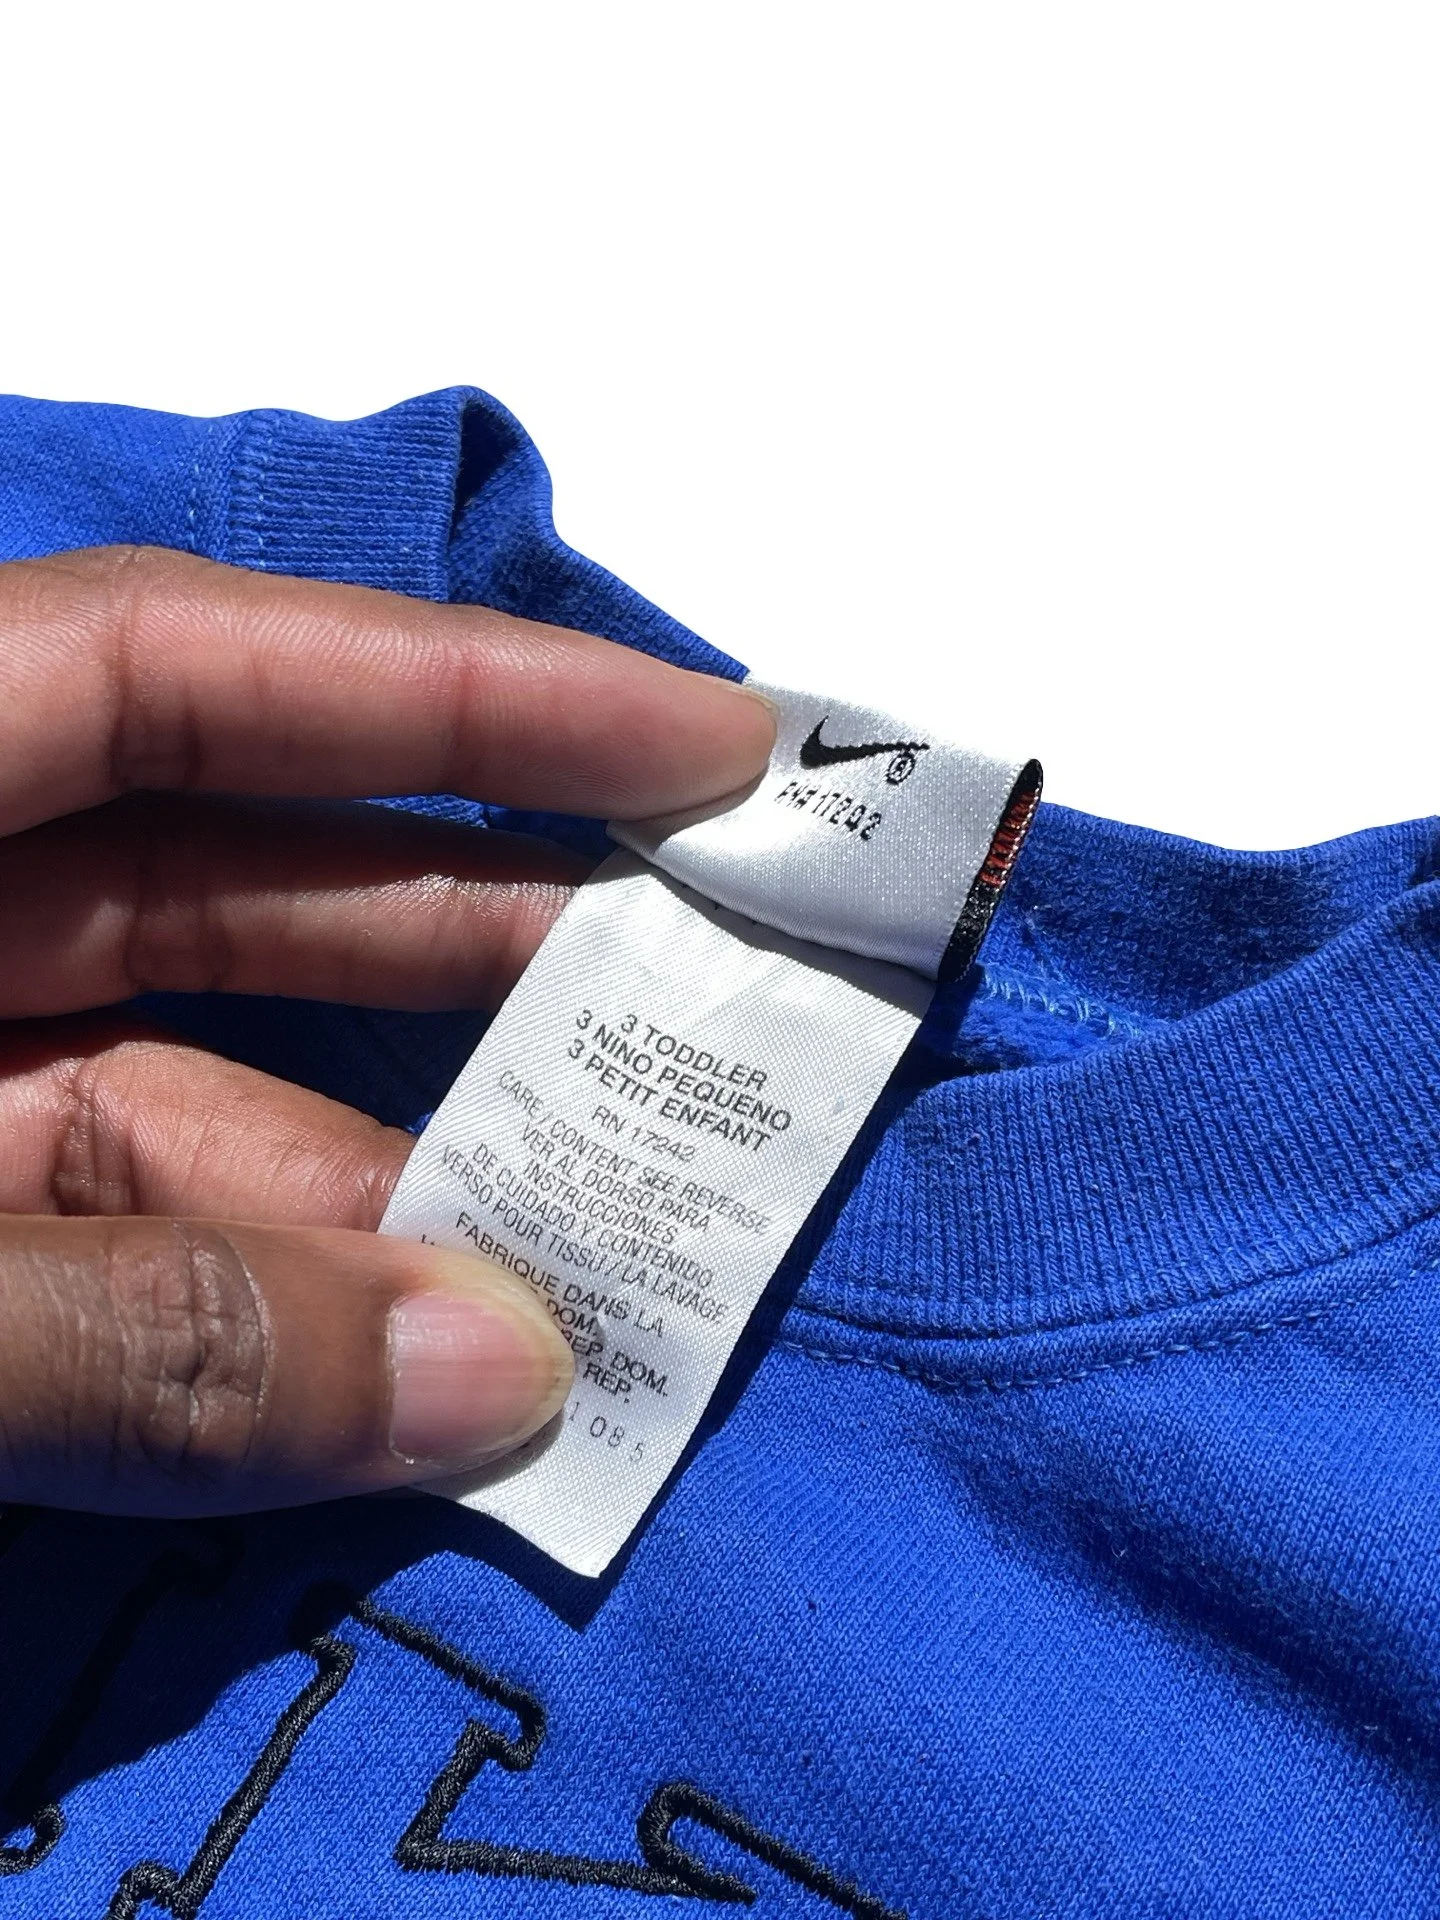 ®
RN# 17242
3 TODDLER
3 NINO PEQUENO
3 PETIT ENFANT
RN 17242
CARE/CONTENT SEE REVERSE
VER AL DORSO PARA
INSTRUCCIONES
DE CUIDADO Y CONTENIDO
VERSO POUR TISSU/LA LAVAGE
FABRIQUE DANS LA
DOM.
REP. DOM.
REP.
1085